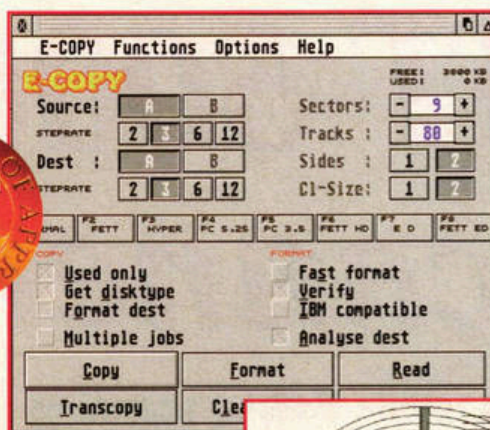 E-COPY Functions Options Help
E-COPY
FREE: 3000 KB
USED: 0 KB
Source: A B
Sectors: - 9 +
STEPRATE 2 3 6 12
Tracks : - 80 +
Dest : A B
Sides : 1 2
STEPRATE 2 3 6 12
Cl-Size: 1 2
F2 FETT
F3 HYPER
F4 PC 5.25
F5 PC 3.5
F6 FETT HD
F7 E D
F8 FETT ED
COPY
FORMAT
Used only
Fast format
Get disktype
Verify
Format dest
IBM compatible
Multiple jobs
Analyse dest
Copy
Format
Read
Transcopy
OF APPR